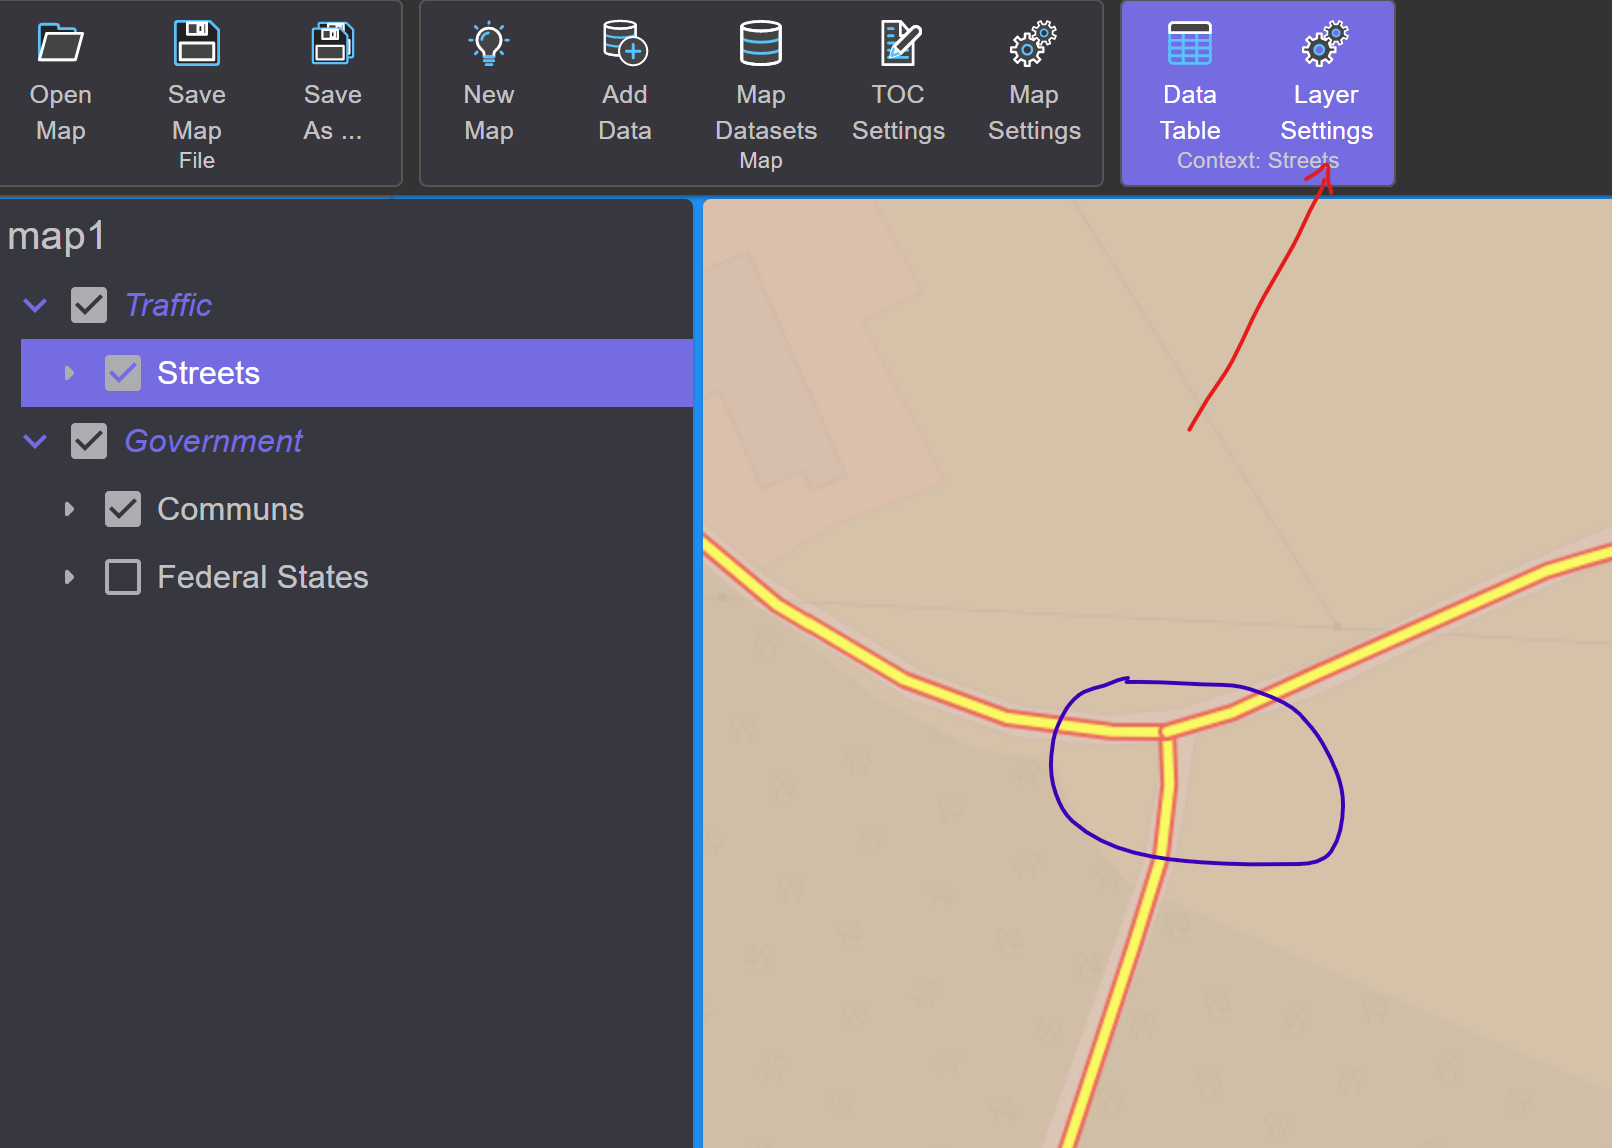 Open Map
Save Map
Save As ...
File
New Map
Add Data
Map Datasets
TOC Settings
Map Settings
Map
Data Table
Layer Settings
Context: Streets
map1
Traffic
Streets
Government
Communs
Federal States